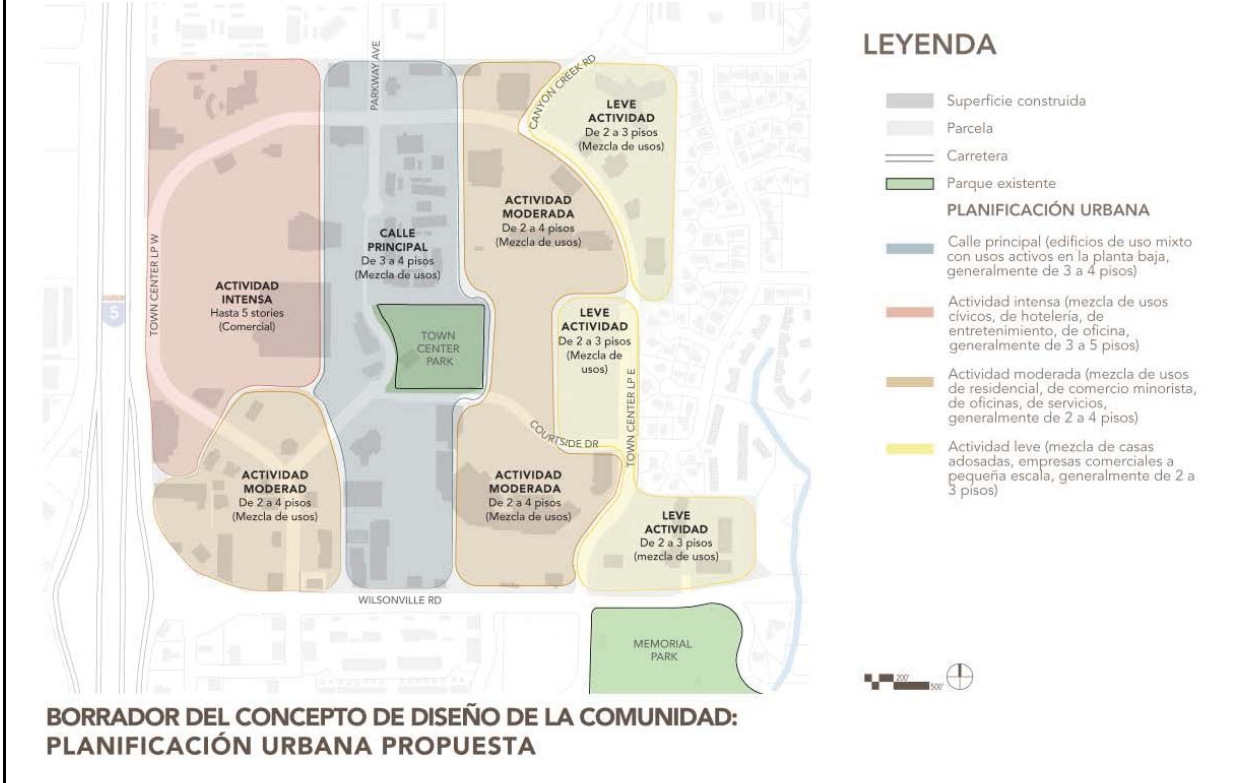 PARKWAY AVE
CANYON CREEK RD
LEVE
ACTIVIDAD
De 2 a 3 pisos
(Mezcla de usos)
ACTIVIDAD
MODERADA
De 2 a 4 pisos
(Mezcla de usos)
CALLE
PRINCIPAL
De 3 a 4 pisos
(Mezcla de usos)
TOWN CENTER LP W
5
ACTIVIDAD
INTENSA
Hasta 5 stories
(Comercial)
LEVE
ACTIVIDAD
De 2 a 3 pisos
(Mezcla de
usos)
TOWN
CENTER
PARK
TOWN CENTER LP E
COURTSIDE DR
ACTIVIDAD
MODERAD
De 2 a 4 pisos
(Mezcla de usos)
ACTIVIDAD
MODERADA
De 2 a 4 pisos
(Mezcla de usos)
LEVE
ACTIVIDAD
De 2 a 3 pisos
(mezcla de usos)
WILSONVILLE RD
MEMORIAL
PARK
LEYENDA
Superficie construida
Parcela
Carretera
Parque existente
PLANIFICACIÓN URBANA
Calle principal (edificios de uso mixto
con usos activos en la planta baja,
generalmente de 3 a 4 pisos)
Actividad intensa (mezcla de usos
cívicos, de hotelería, de
entretenimiento, de oficina,
generalmente de 3 a 5 pisos)
Actividad moderada (mezcla de usos
de residencial, de comercio minorista,
de oficinas, de servicios,
generalmente de 2 a 4 pisos)
Actividad leve (mezcla de casas
adosadas, empresas comerciales a
pequeña escala, generalmente de 2 a
3 pisos)
200'
500'
BORRADOR DEL CONCEPTO DE DISEÑO DE LA COMUNIDAD:
PLANIFICACIÓN URBANA PROPUESTA